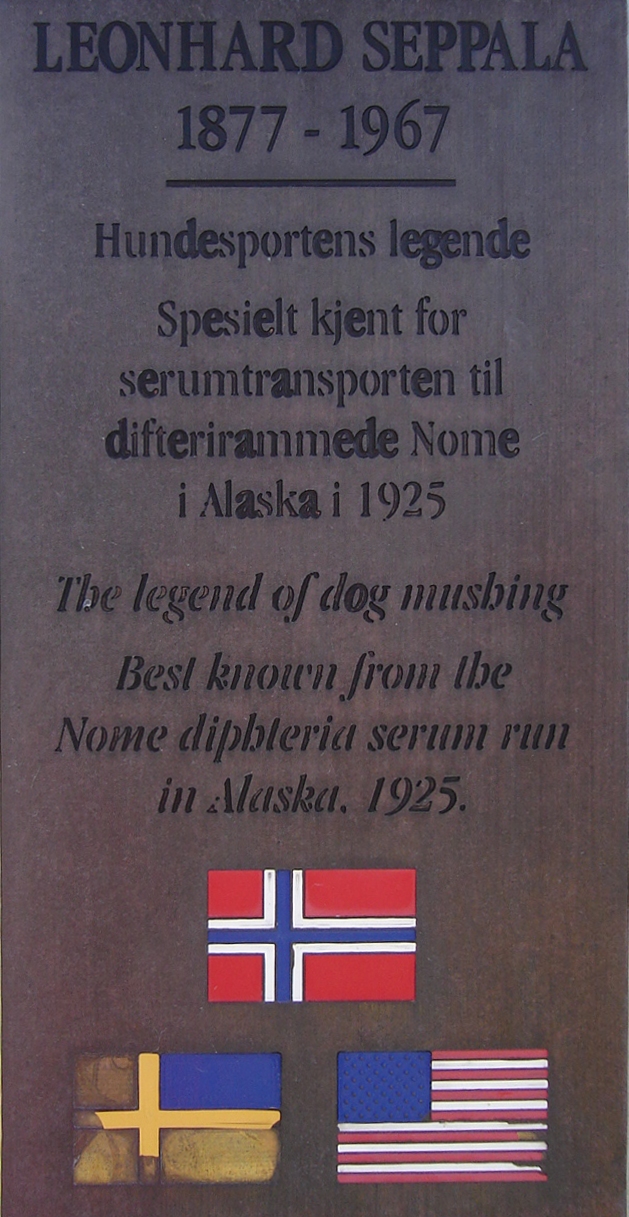 LEONHARD SEPPALA
1877 - 1967
Hundesportens legende
Spesielt kjent for
serumtransporten til
difterirammede Nome
i Alaska i 1925
The legend of dog mushing
Best known from the
Nome diphteria serum run
in Alaska, 1925.